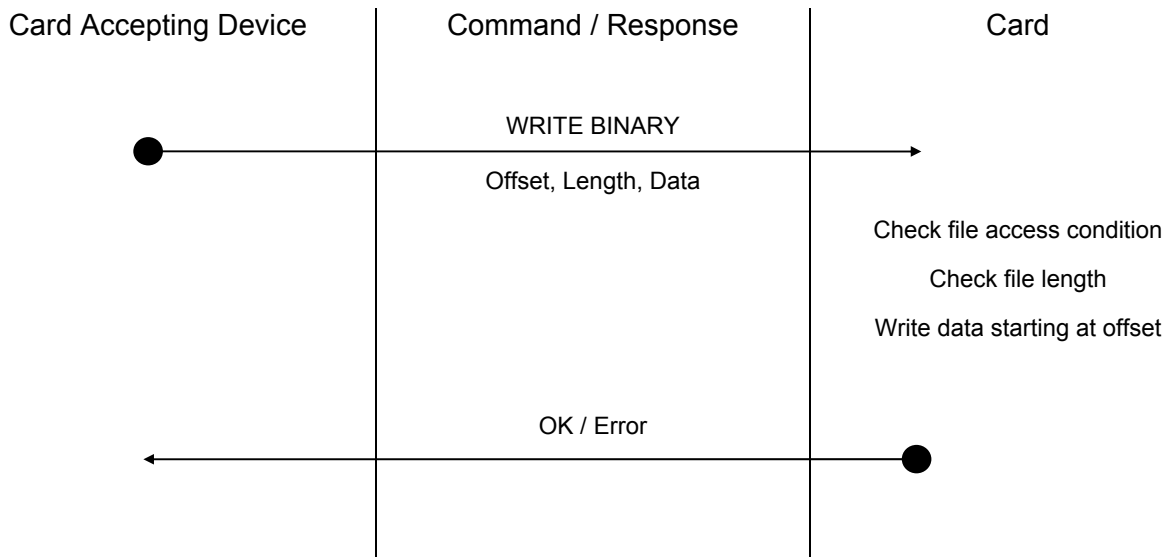 Card Accepting Device
Command / Response
Card
WRITE BINARY
Offset, Length, Data
Check file access condition
Check file length
Write data starting at offset
OK / Error